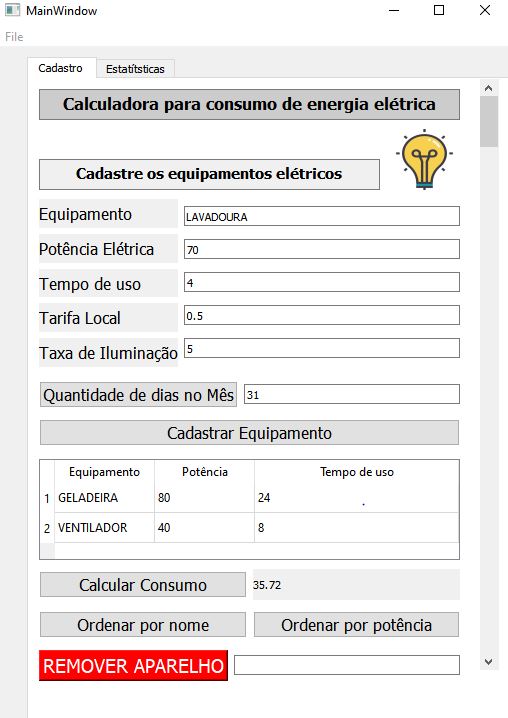 MainWindow
File
Cadastro Estatítsticas
Calculadora para consumo de energia elétrica
Cadastre os equipamentos elétricos
Equipamento LAVADOURA
Potência Elétrica 70
Tempo de uso 4
Tarifa Local 0.5
Taxa de Iluminação 5
Quantidade de dias no Mês 31
Cadastrar Equipamento
Equipamento Potência Tempo de uso
1 GELADEIRA 80 24
2 VENTILADOR 40 8
Calcular Consumo 35.72
Ordenar por nome Ordenar por potência
REMOVER APARELHO